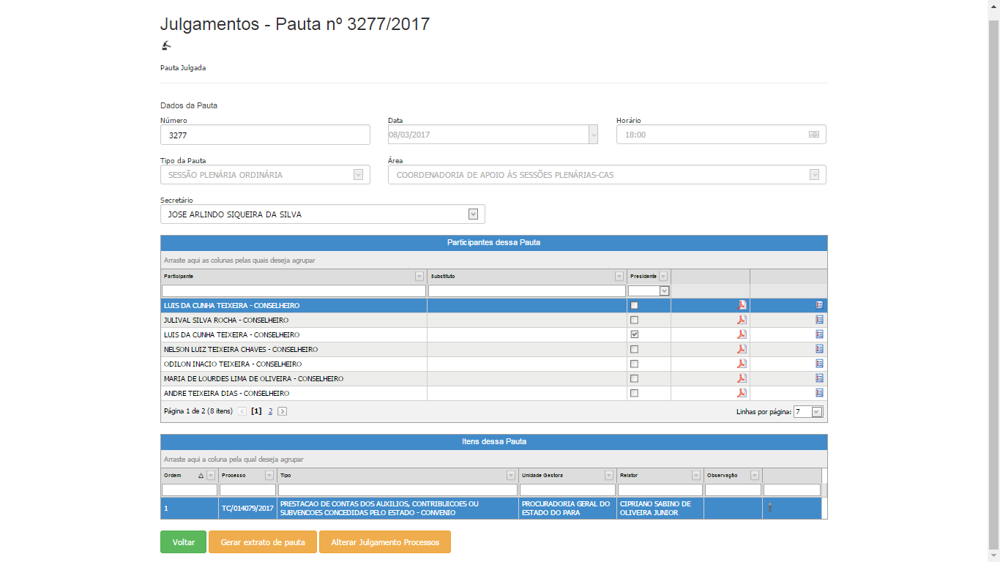 Julgamentos - Pauta nº 3277/2017
Pauta Julgada
Dados da Pauta
Número Data Horário
3277 08/03/2017 18:00
Tipo da Pauta Área
SESSÃO PLENÁRIA ORDINÁRIA COORDENADORIA DE APOIO ÀS SESSÕES PLENÁRIAS-CAS
Secretário
JOSE ARLINDO SIQUEIRA DA SILVA
Participantes dessa Pauta
Arraste aqui as colunas pelas quais deseja agrupar
Participante Substituto Presidente
LUIS DA CUNHA TEIXEIRA - CONSELHEIRO
JULIVAL SILVA ROCHA - CONSELHEIRO
LUIS DA CUNHA TEIXEIRA - CONSELHEIRO
NELSON LUIZ TEIXEIRA CHAVES - CONSELHEIRO
ODILON INACIO TEIXEIRA - CONSELHEIRO
MARIA DE LOURDES LIMA DE OLIVEIRA - CONSELHEIRO
ANDRE TEIXEIRA DIAS - CONSELHEIRO
Página 1 de 2 (8 itens) [1] 2 Linhas por página: 7
Itens dessa Pauta
Arraste aqui a coluna pela qual deseja agrupar
Ordem Processo Tipo Unidade Gestora Relator Observação
1 TC/014079/2017 PRESTACAO DE CONTAS DOS AUXILIOS, CONTRIBUICOES OU PROCURADORIA GERAL DO CIPRIANO SABINO DE
SUBVENCOES CONCEDIDAS PELO ESTADO - CONVENIO ESTADO DO PARA OLIVEIRA JUNIOR
Voltar Gerar extrato de pauta Alterar Julgamento Processos